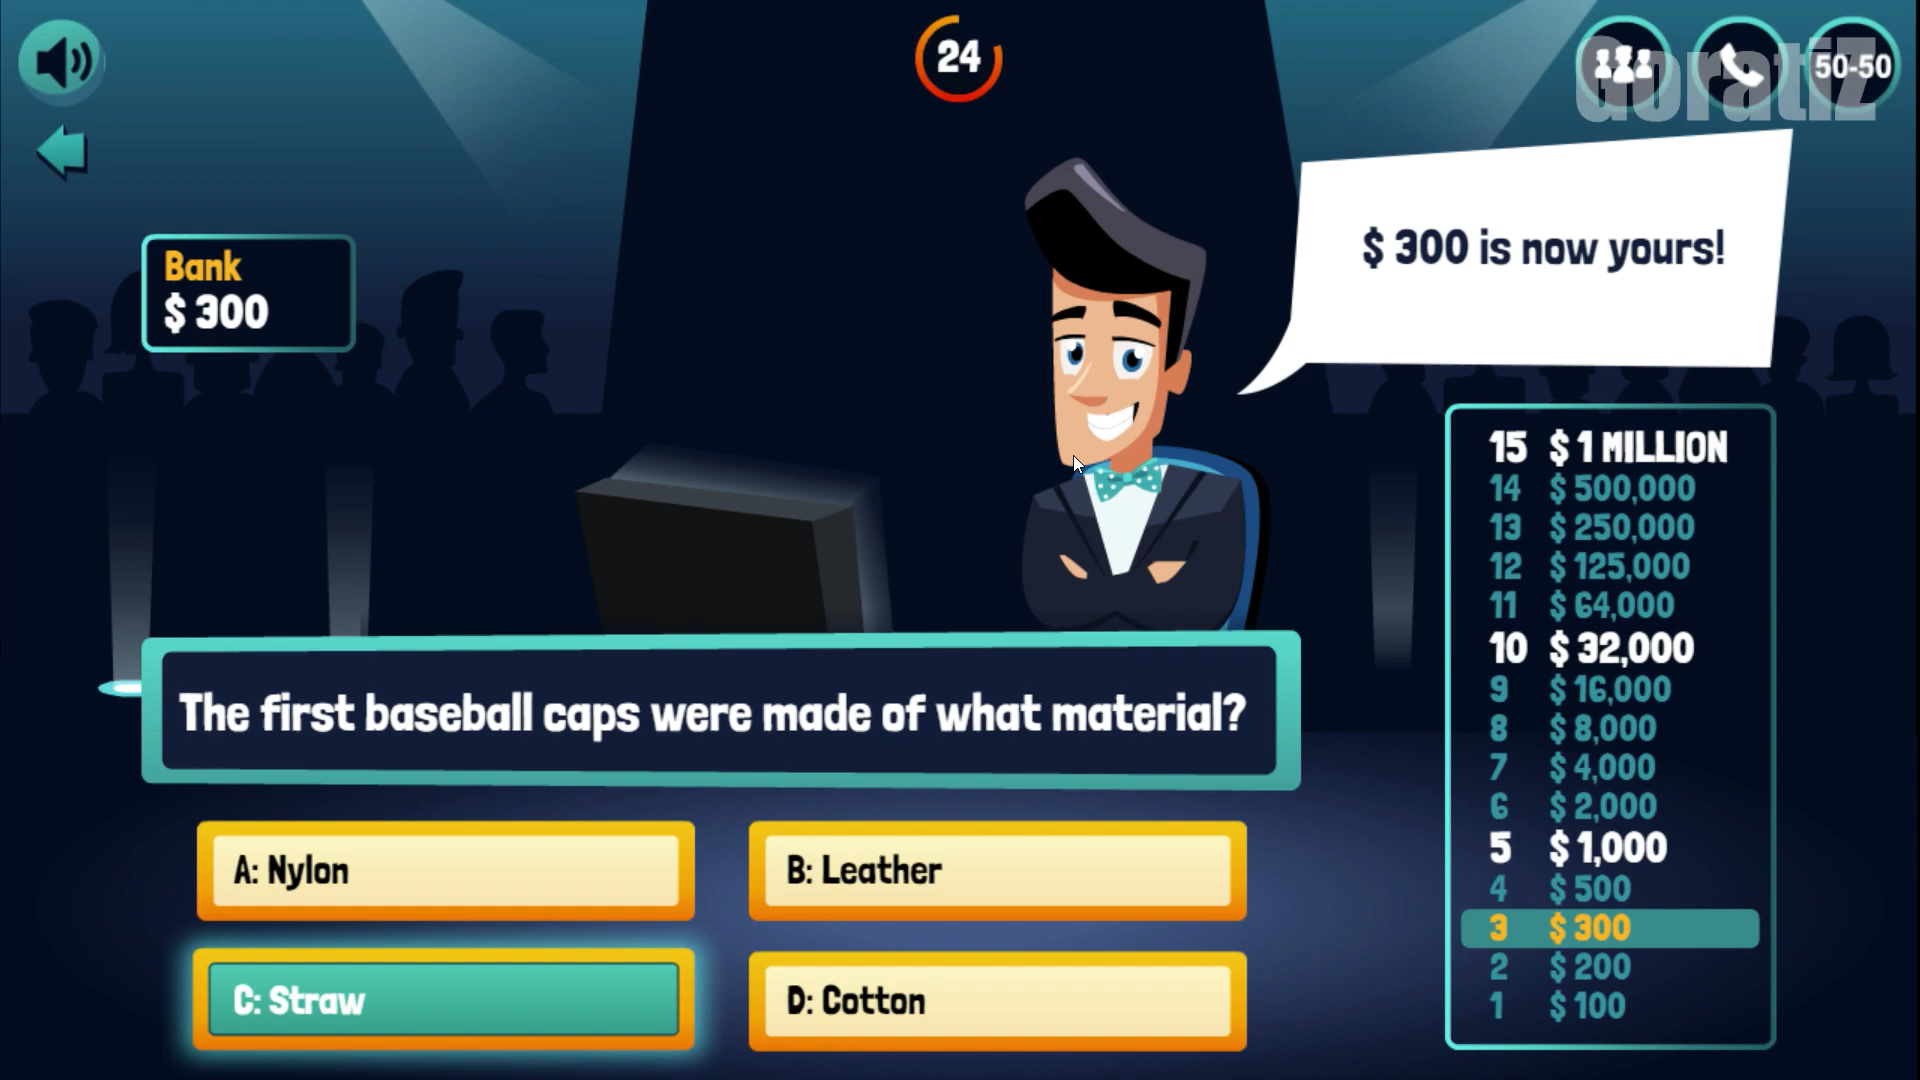 24
50-50
GoratiZ
$ 300 is now yours!
Bank
$ 300
15 $ 1 MILLION
14 $ 500,000
13 $ 250,000
12 $ 125,000
11 $ 64,000
10 $ 32,000
9 $ 16,000
8 $ 8,000
7 $ 4,000
6 $ 2,000
5 $ 1,000
4 $ 500
3 $ 300
2 $ 200
1 $ 100
The first baseball caps were made of what material?
A: Nylon
B: Leather
C: Straw
D: Cotton